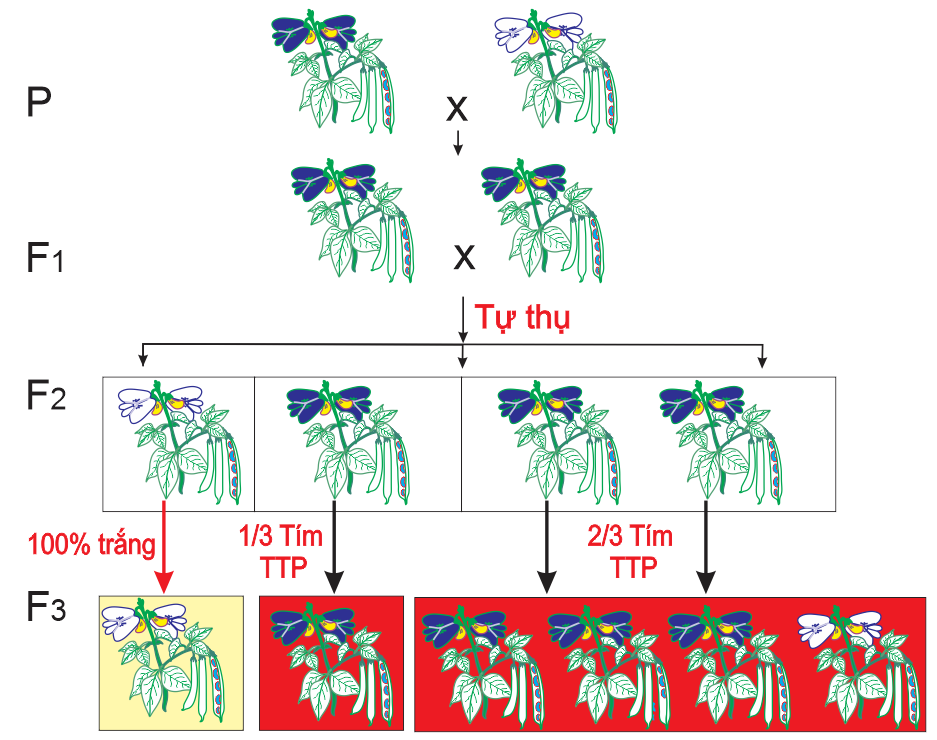 P
x
F1
x
Tự thụ
F2
100% trắng
1/3 Tím
TTP
2/3 Tím
TTP
F3